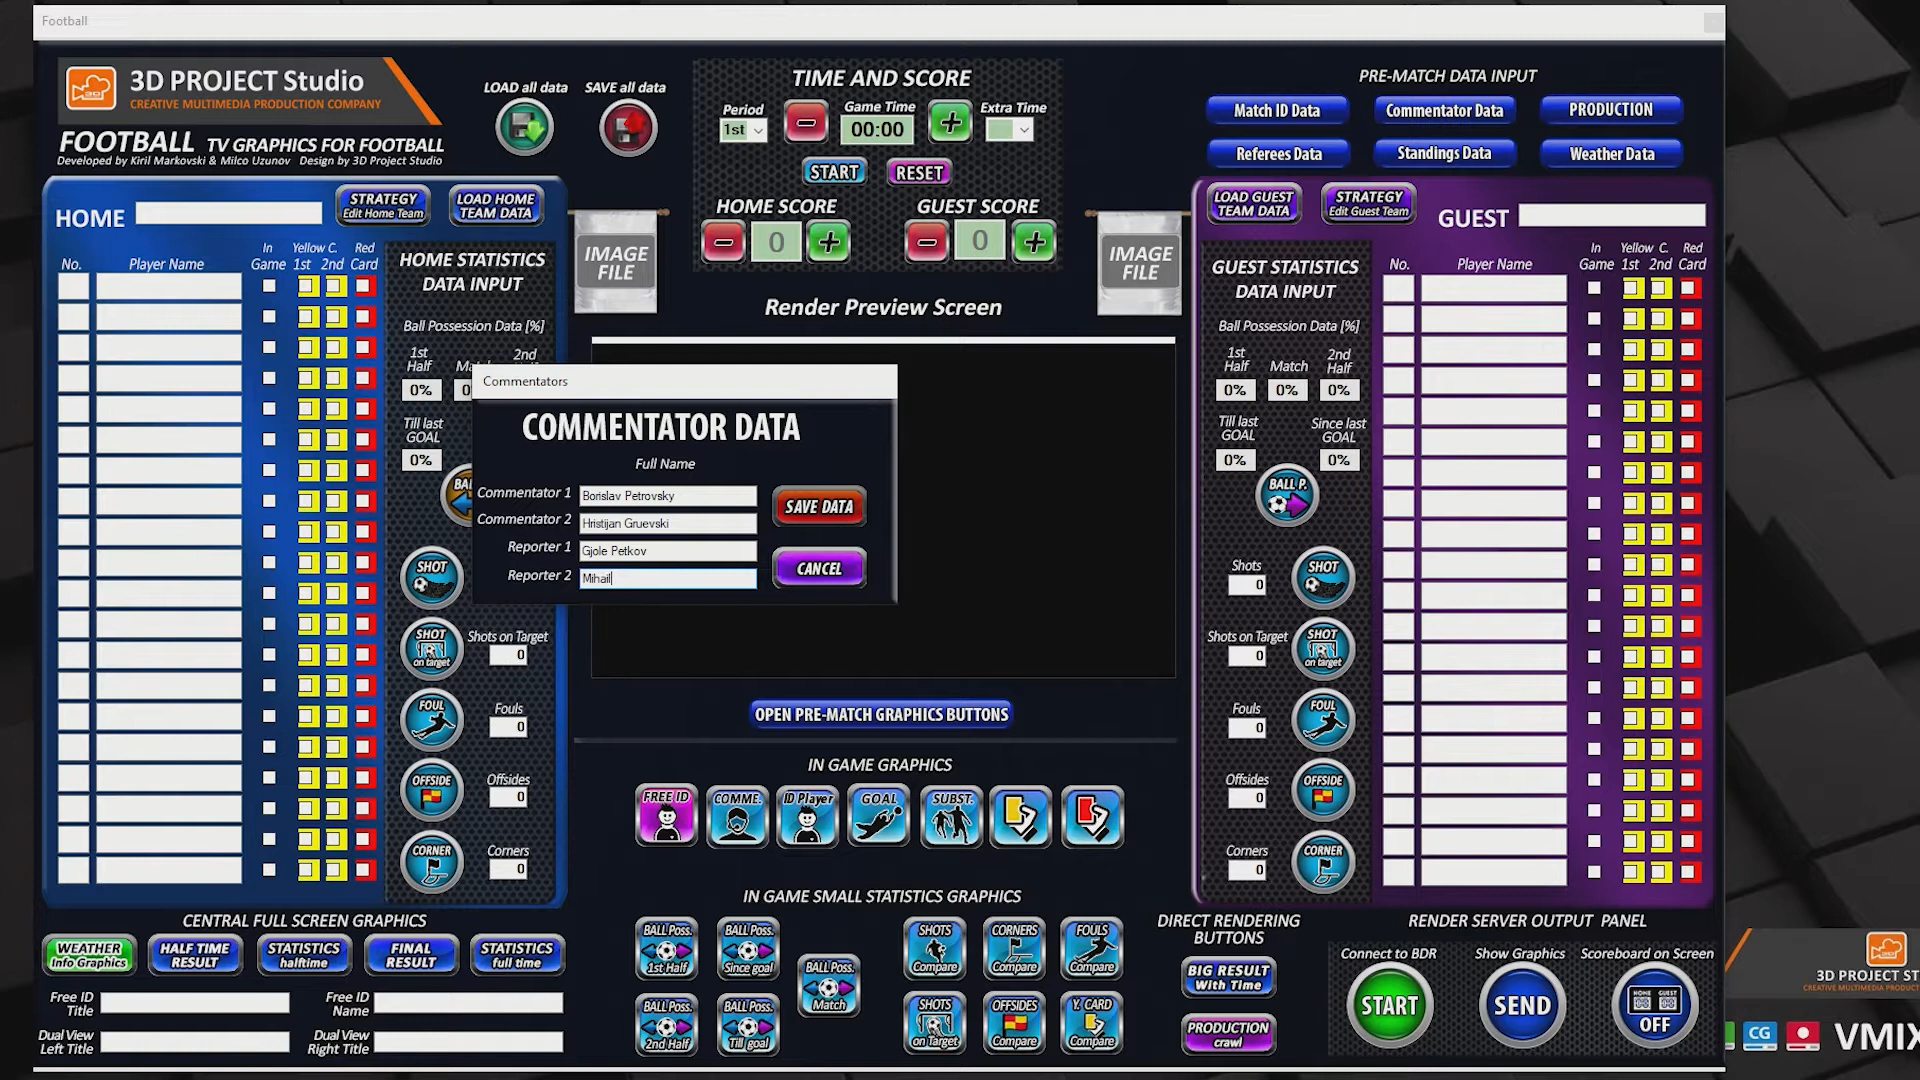 Football
3D PROJECT Studio
CREATIVE MULTIMEDIA PRODUCTION COMPANY
FOOTBALL TV GRAPHICS FOR FOOTBALL
Developed by Kiril Markovski & Milco Uzunov Design by 3D Project Studio
LOAD all data
SAVE all data
TIME AND SCORE
Period
Game Time
Extra Time
1st
00:00
START
RESET
HOME SCORE
GUEST SCORE
0
0
PRE-MATCH DATA INPUT
Match ID Data
Commentator Data
PRODUCTION
Referees Data
Standings Data
Weather Data
HOME
STRATEGY
Edit Home Team
LOAD HOME
TEAM DATA
No.
Player Name
In
Game
Yellow C.
1st 2nd
Red
Card
HOME STATISTICS
DATA INPUT
Ball Possession Data [%]
1st
Half
2nd
0%
Till last
GOAL
0%
SHOT
SHOT
on target
Shots on Target
0
FOUL
Fouls
0
OFFSIDE
Offsides
0
CORNER
Corners
0
IMAGE
FILE
IMAGE
FILE
Render Preview Screen
Commentators
COMMENTATOR DATA
Full Name
Commentator 1
Borislav Petrovsky
Commentator 2
Hristijan Gruevski
Reporter 1
Gjole Petkov
Reporter 2
Mihail
SAVE DATA
CANCEL
OPEN PRE-MATCH GRAPHICS BUTTONS
IN GAME GRAPHICS
FREE ID
COMME.
ID Player
GOAL
SUBST.
IN GAME SMALL STATISTICS GRAPHICS
BALL Poss.
1st Half
BALL Poss.
Since goal
BALL Poss.
Match
BALL Poss.
2nd Half
BALL Poss.
Till goal
SHOTS
Compare
CORNERS
Compare
FOULS
Compare
SHOTS
on Target
OFFSIDES
Compare
Y. CARD
Compare
LOAD GUEST
TEAM DATA
STRATEGY
Edit Guest Team
GUEST
GUEST STATISTICS
DATA INPUT
Ball Possession Data [%]
1st
Half
Match
2nd
Half
0%
0%
0%
Till last
GOAL
Since last
GOAL
0%
0%
BALL P.
Shots
0
SHOT
Shots on Target
0
SHOT
on target
Fouls
0
FOUL
Offsides
0
OFFSIDE
Corners
0
CORNER
No.
Player Name
In
Game
Yellow C.
1st 2nd
Red
Card
CENTRAL FULL SCREEN GRAPHICS
WEATHER
Info Graphics
HALF TIME
RESULT
STATISTICS
halftime
FINAL
RESULT
STATISTICS
full time
Free ID
Title
Free ID
Name
Dual View
Left Title
Dual View
Right Title
DIRECT RENDERING
BUTTONS
BIG RESULT
With Time
PRODUCTION
crawl
RENDER SERVER OUTPUT PANEL
Connect to BDR
Show Graphics
Scoreboard on Screen
START
SEND
HOME GUEST
OFF
3D PROJECT ST
CREATIVE MULTIMEDIA PRODUCT
CG
VMIX